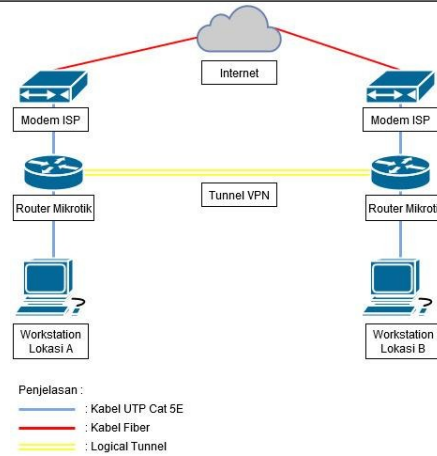 Internet
Modem ISP
Modem ISP
Tunnel VPN
Router Mikrotik
Router Mikroti
Workstation
Lokasi A
Workstation
Lokasi B
Penjelasan :
: Kabel UTP Cat 5E
: Kabel Fiber
: Logical Tunnel